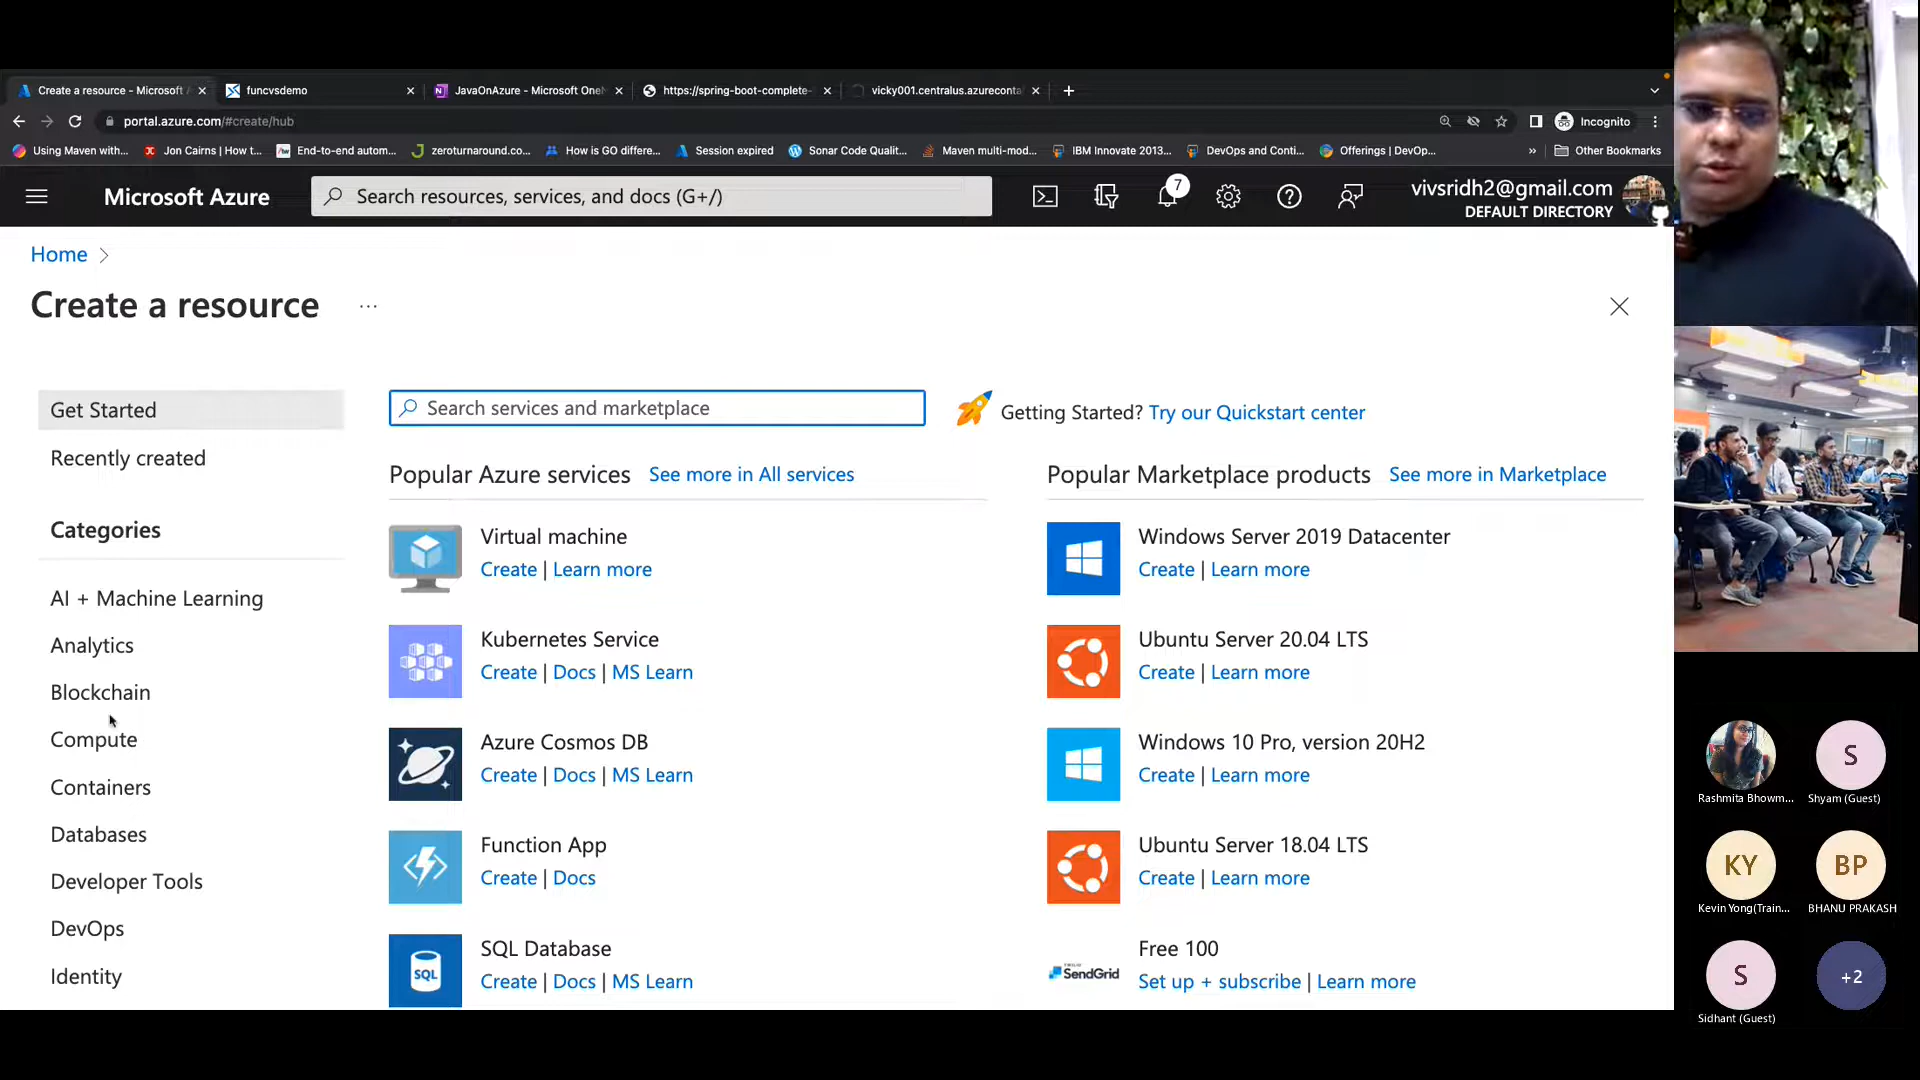 Create a resource - Microsoft A
funcvsdemo
JavaOnAzure - Microsoft OneN
https://spring-boot-complete-
vicky001.centralus.azureconta
portal.azure.com/#create/hub
Incognito
Using Maven with...
Jon Cairns | How t...
End-to-end autom...
zeroturnaround.co...
How is GO differe...
Session expired
Sonar Code Qualit...
Maven multi-mod...
IBM Innovate 2013...
DevOps and Conti...
Offerings | DevOp...
»
Other Bookmarks
Microsoft Azure
Search resources, services, and docs (G+/)
7
vivsridh2@gmail.com
DEFAULT DIRECTORY
Home
Create a resource
...
Get Started
Recently created
Categories
AI + Machine Learning
Analytics
Blockchain
Compute
Containers
Databases
Developer Tools
DevOps
Identity
Search services and marketplace
Getting Started? Try our Quickstart center
Popular Azure services See more in All services
Virtual machine
Create | Learn more
Kubernetes Service
Create | Docs | MS Learn
Azure Cosmos DB
Create | Docs | MS Learn
Function App
Create | Docs
SQL
SQL Database
Create | Docs | MS Learn
Popular Marketplace products See more in Marketplace
Windows Server 2019 Datacenter
Create | Learn more
Ubuntu Server 20.04 LTS
Create | Learn more
Windows 10 Pro, version 20H2
Create | Learn more
Ubuntu Server 18.04 LTS
Create | Learn more
SendGrid
Free 100
Set up + subscribe | Learn more
Rashmita Bhowm...
S
Shyam (Guest)
KY
Kevin Yong(Train...
BP
BHANU PRAKASH
S
Sidhant (Guest)
+2